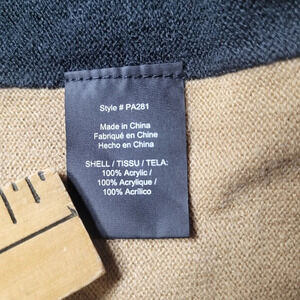 Style # PA281
Made in China
Fabriqué en Chine
Hecho en China
SHELL / TISSU / TELA:
100% Acrylic /
100% Acrylique /
100% Acrílico